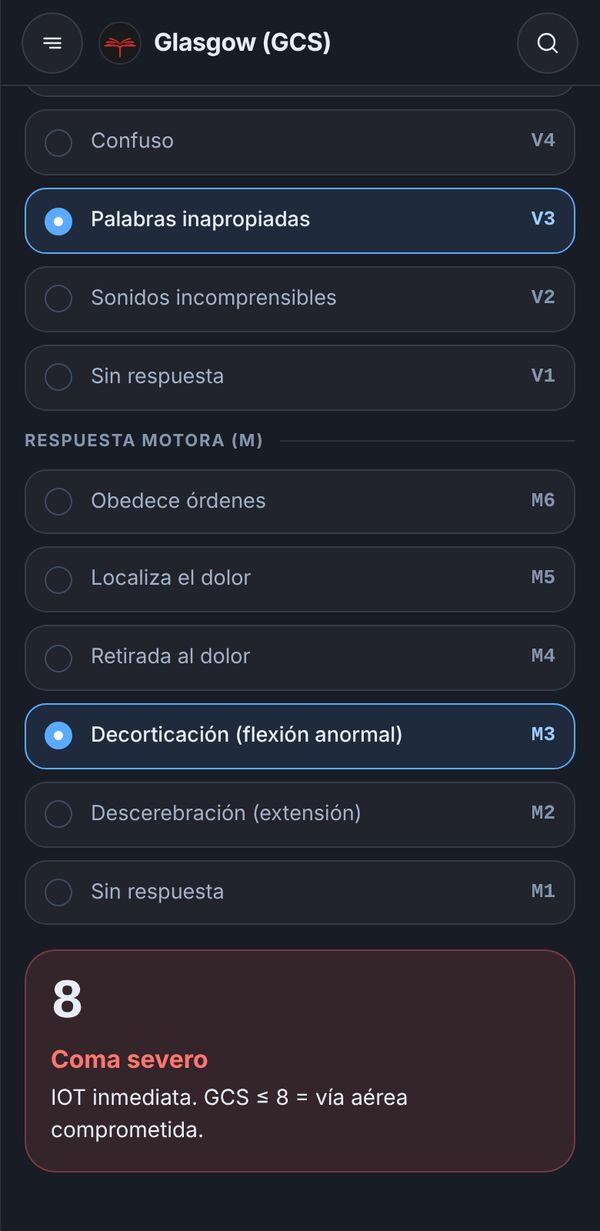 Glasgow (GCS)
Confuso V4
Palabras inapropiadas V3
Sonidos incomprensibles V2
Sin respuesta V1
RESPUESTA MOTORA (M)
Obedece órdenes M6
Localiza el dolor M5
Retirada al dolor M4
Decorticación (flexión anormal) M3
Descerebración (extensión) M2
Sin respuesta M1
8
Coma severo
IOT inmediata. GCS ≤ 8 = vía aérea
comprometida.